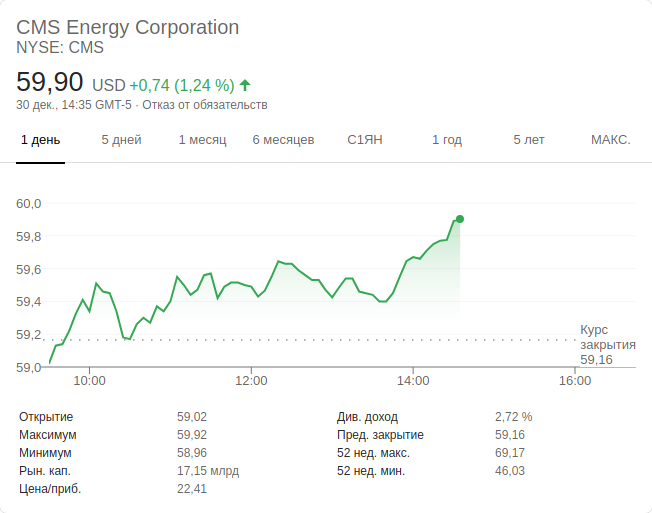 CMS Energy Corporation
NYSE: CMS
59,90 USD +0,74 (1,24 %)
30 дек., 14:35 GMT-5 · Отказ от обязательств
1 день 5 дней 1 месяц 6 месяцев С1ЯН 1 год 5 лет МАКС.
60,0
59,8
59,6
59,4
59,2
59,0
Курс
закрытия
59,16
10:00 12:00 14:00 16:00
Открытие 59,02 Див. доход 2,72 %
Максимум 59,92 Пред. закрытие 59,16
Минимум 58,96 52 нед. макс. 69,17
Рын. кап. 17,15 млрд 52 нед. мин. 46,03
Цена/приб. 22,41